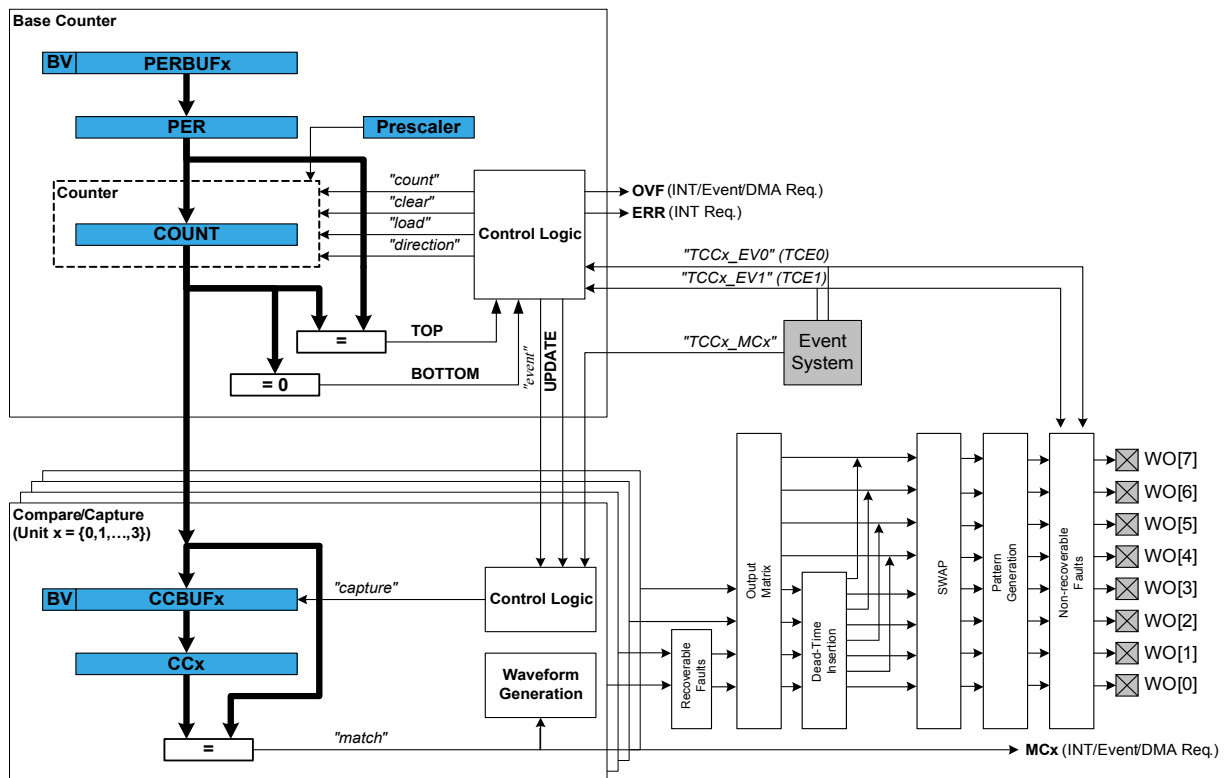 Base Counter
BV PERBUFx
PER
Prescaler
Counter
COUNT
"count"
"clear"
"load"
"direction"
Control Logic
OVF (INT/Event/DMA Req.)
ERR (INT Req.)
"TCCx_EV0" (TCE0)
"TCCx_EV1" (TCE1)
"TCCx_MCx"
Event
System
=
TOP
= 0
BOTTOM
"event"
UPDATE
Compare/Capture
(Unit x = {0,1,…,3})
BV CCBUFx
"capture"
Control Logic
CCx
Waveform
Generation
=
"match"
Recoverable
Faults
Output
Matrix
Dead-Time
Insertion
SWAP
Pattern
Generation
Non-recoverable
Faults
WO[7]
WO[6]
WO[5]
WO[4]
WO[3]
WO[2]
WO[1]
WO[0]
MCx (INT/Event/DMA Req.)